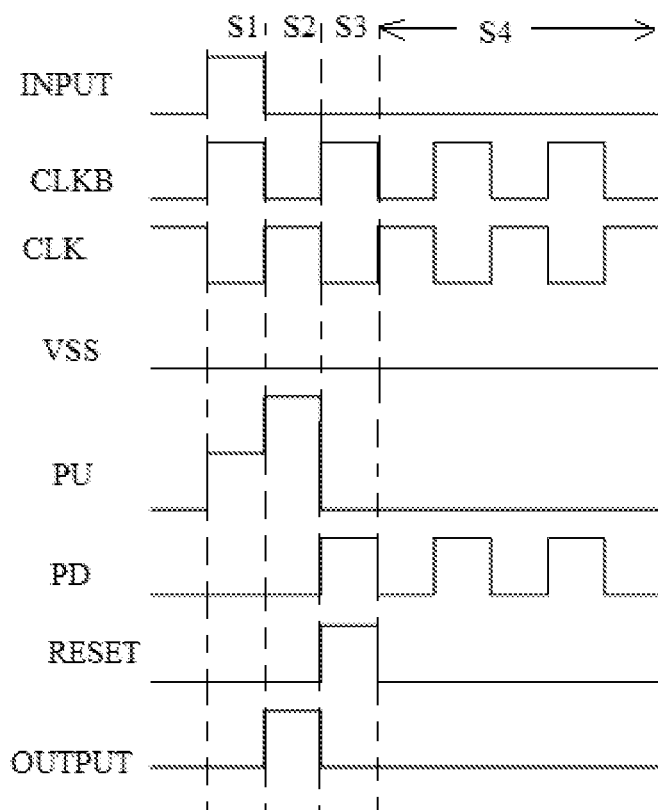 S1 S2 S3 S4
INPUT
CLKB
CLK
VSS
PU
PD
RESET
OUTPUT